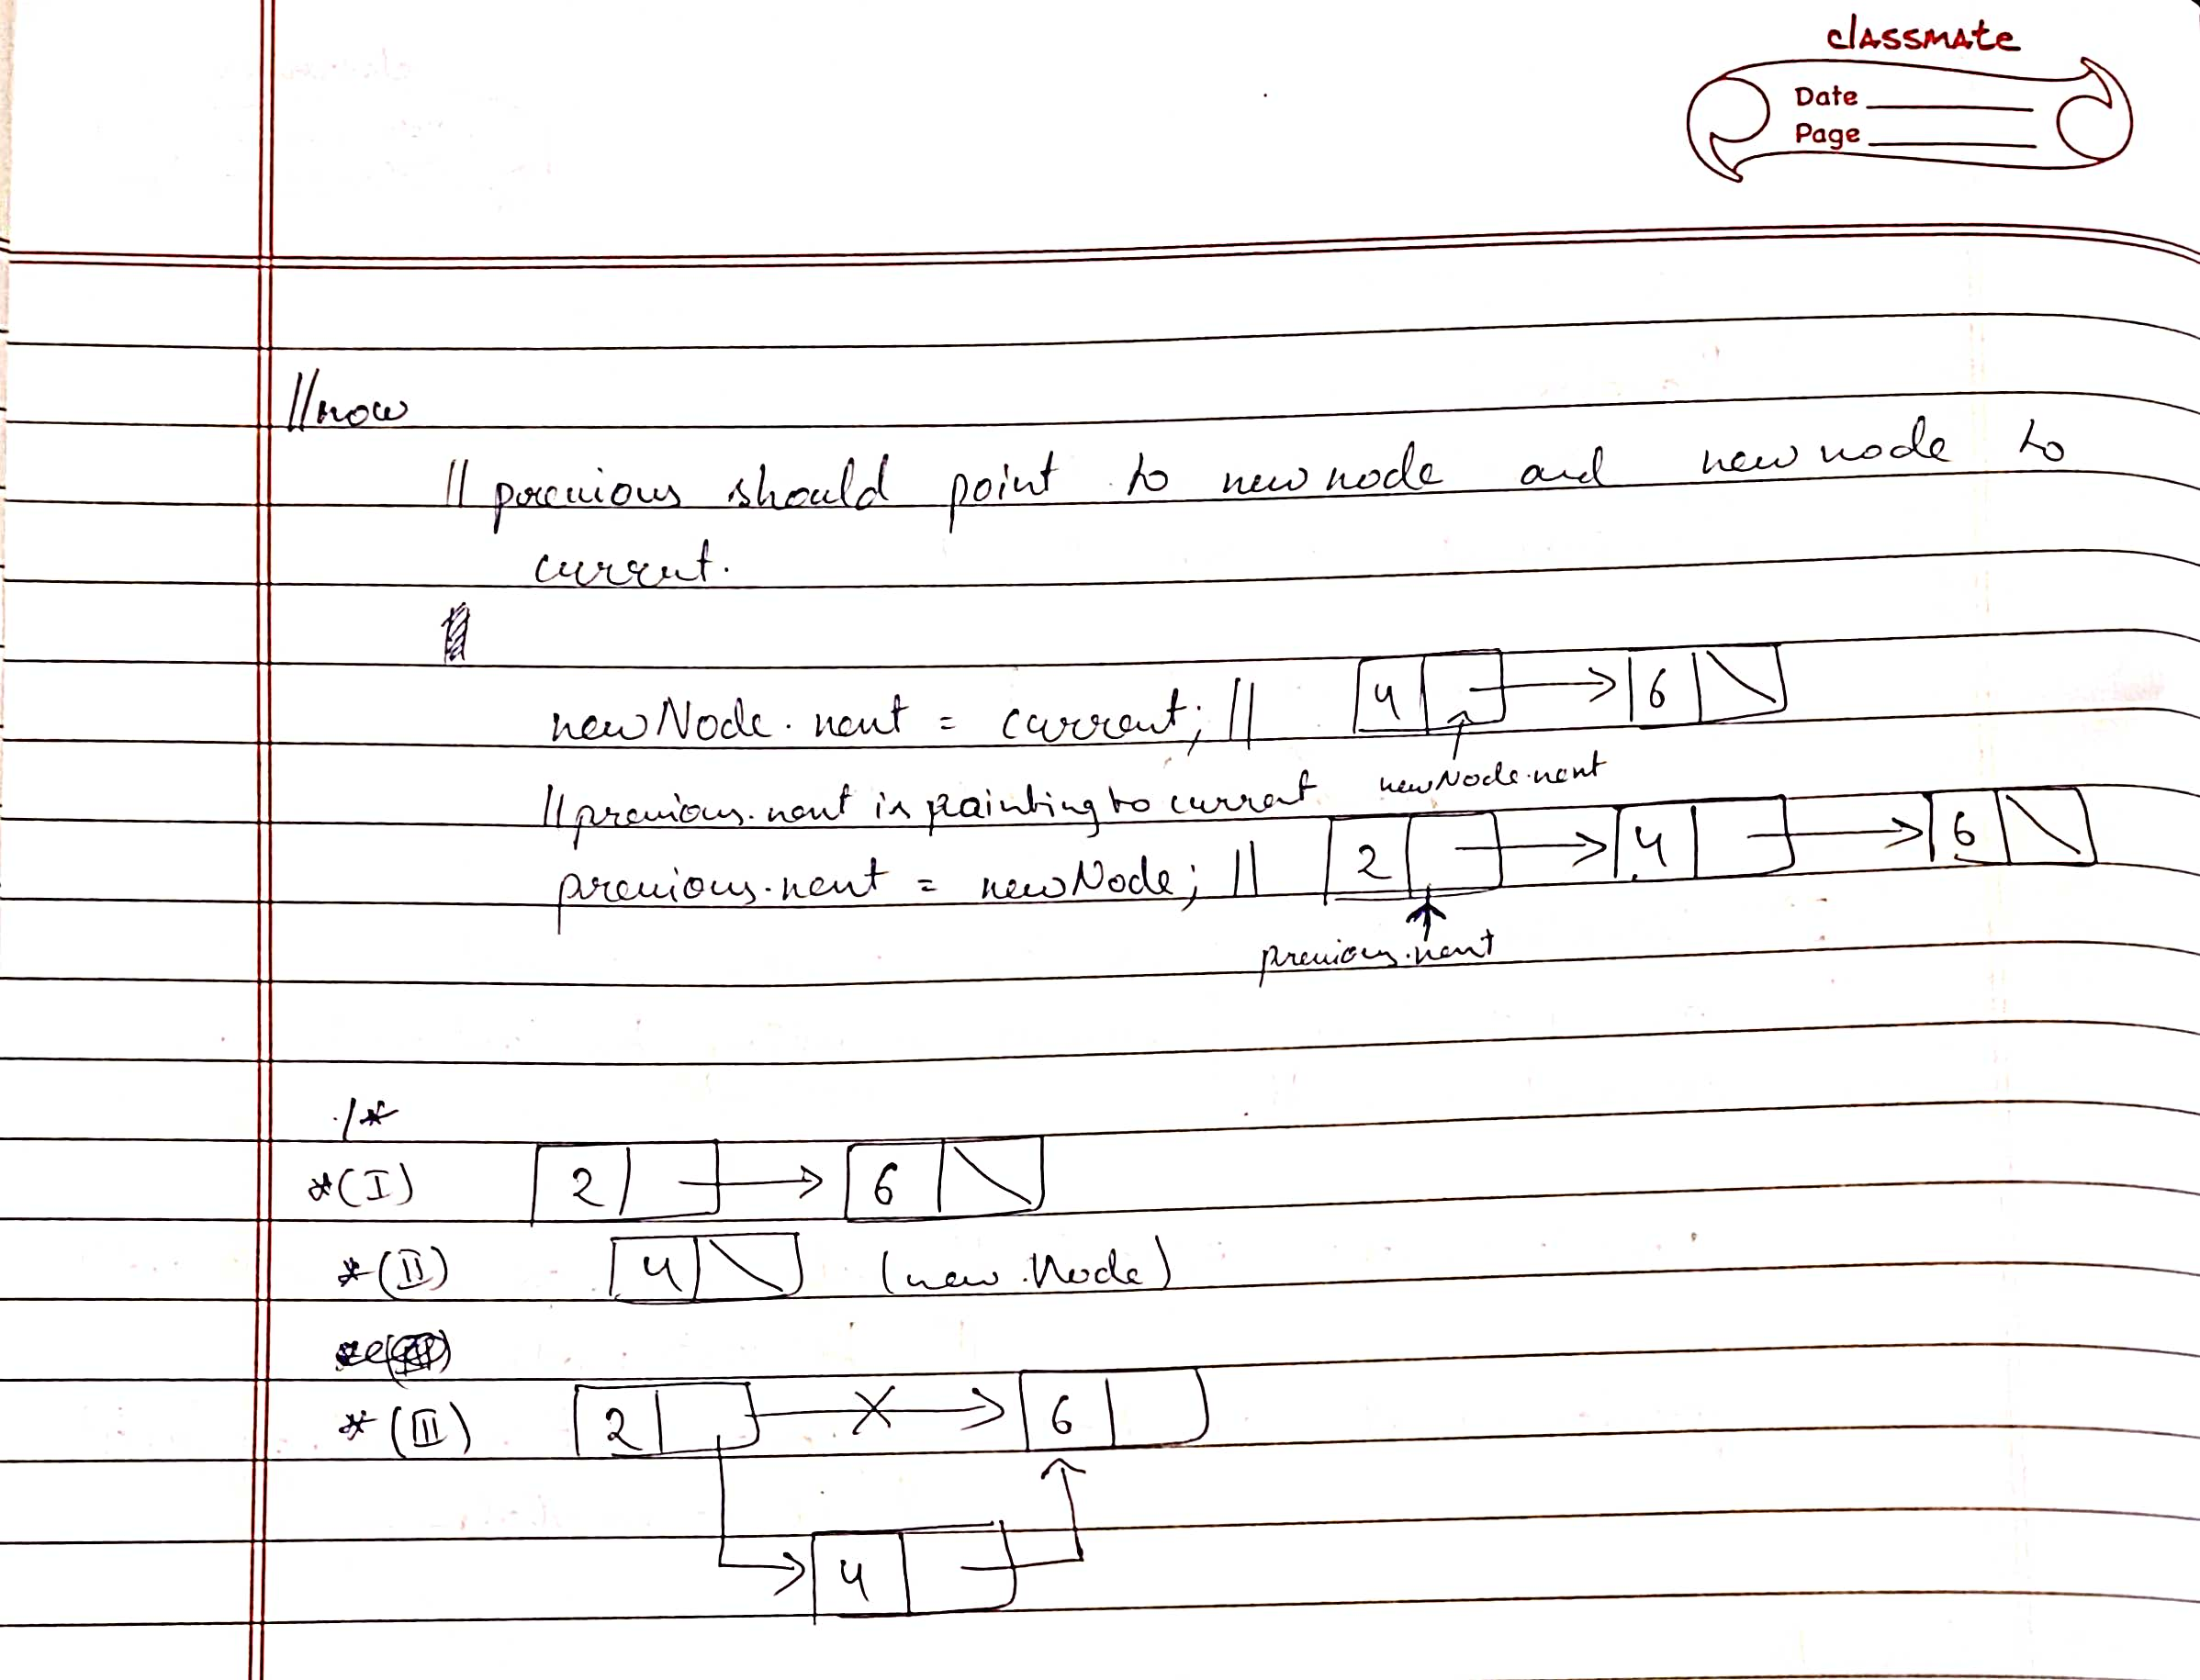 classmate
Date
Page
//now
// previous should point to new node and new node to
current.
newNode.next = current; // 4 6
newNode.next
//previous.next is pointing to current
previous.next = newNode; // 2 4 6
previous.next
/*
*(I) 2 6
*(II) 4 (new Node)
*(III) 2 6
4